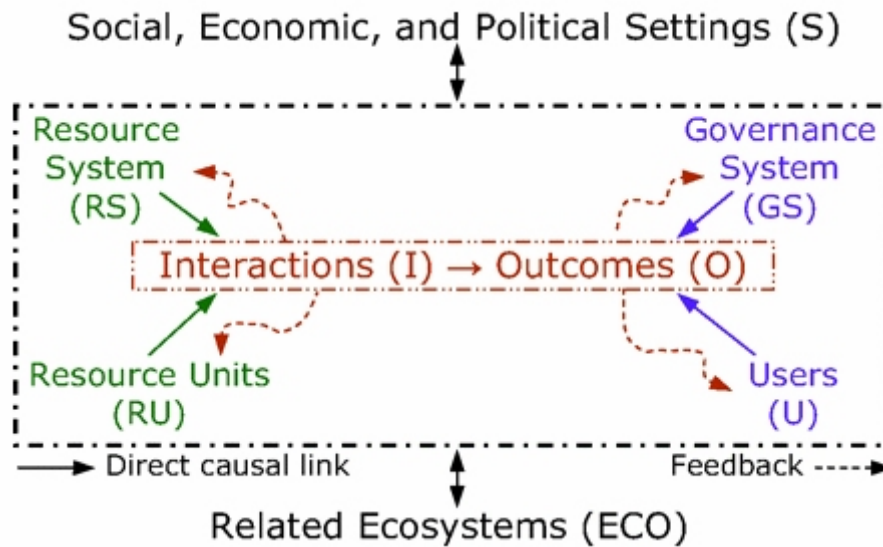 Social, Economic, and Political Settings (S)
Resource
System
(RS)
Governance
System
(GS)
Interactions (I) → Outcomes (O)
Resource Units
(RU)
Users
(U)
Direct causal link
Feedback
Related Ecosystems (ECO)